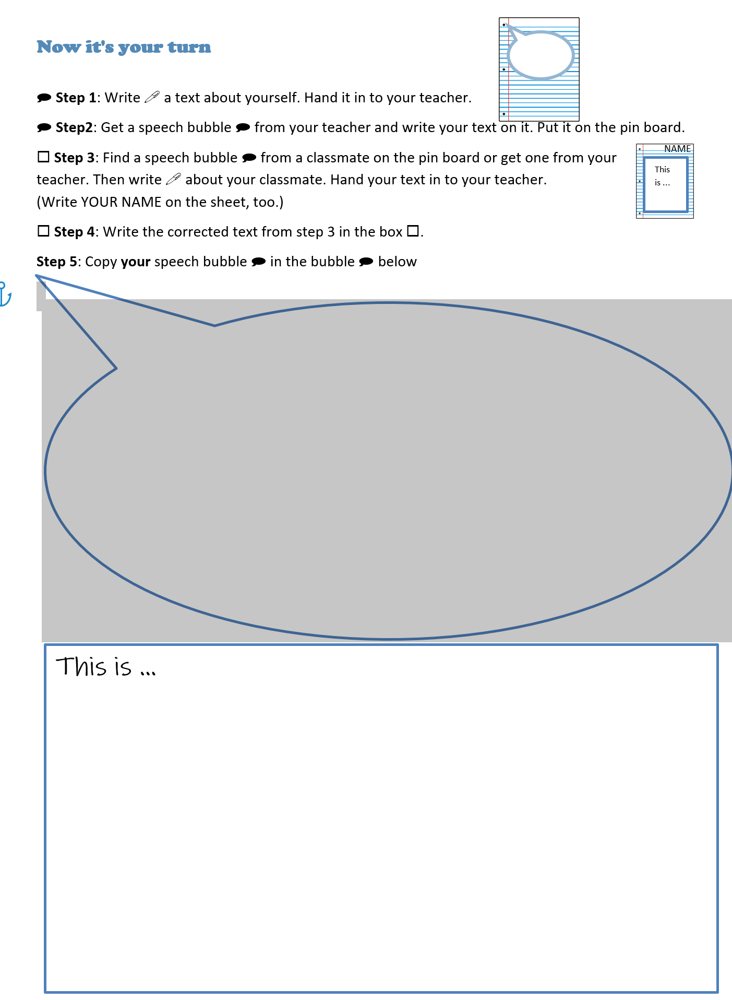 Now it's your turn
Step 1: Write a text about yourself. Hand it in to your teacher.
Step2: Get a speech bubble from your teacher and write your text on it. Put it on the pin board.
Step 3: Find a speech bubble from a classmate on the pin board or get one from your
teacher. Then write about your classmate. Hand your text in to your teacher.
(Write YOUR NAME on the sheet, too.)
NAME
This
is ...
Step 4: Write the corrected text from step 3 in the box .
Step 5: Copy your speech bubble in the bubble below
This is ...